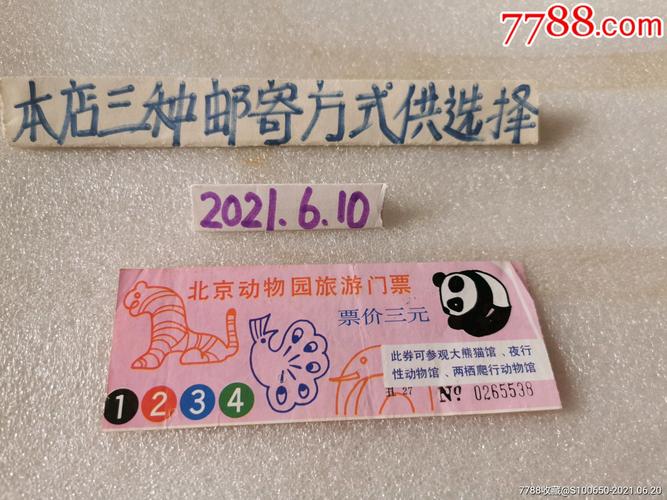 7788.com
本店三种邮寄方式供选择
2021.6.10
北京动物园旅游门票
票价三元
此券可参观大熊猫馆、夜行
性动物馆、两栖爬行动物馆
1 2 3 4
27 Nº 0265538
7788收藏@S100650-2021.06.20